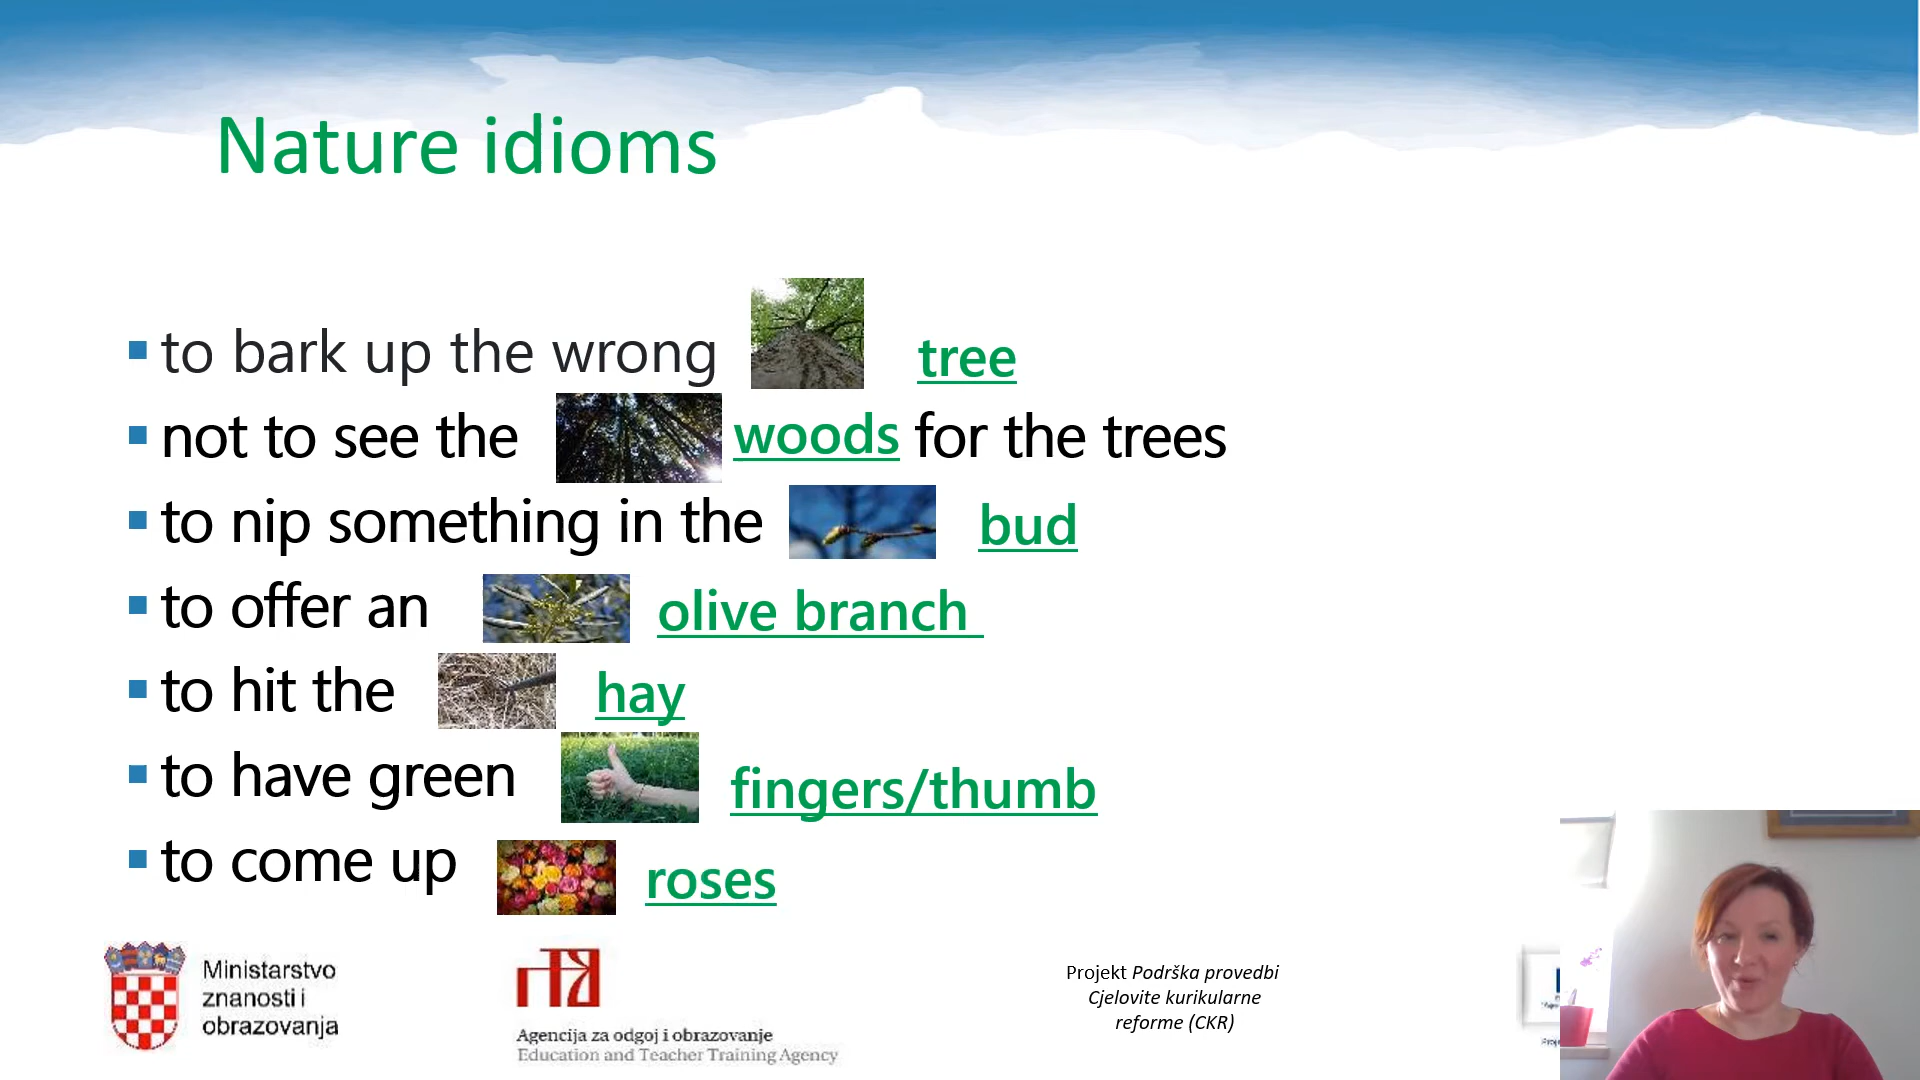 Nature idioms
to bark up the wrong tree
not to see the woods for the trees
to nip something in the bud
to offer an olive branch
to hit the hay
to have green fingers/thumb
to come up roses
Ministarstvo
znanosti i
obrazovanja
Agencija za odgoj i obrazovanje
Education and Teacher Training Agency
Projekt Podrška provedbi
Cjelovite kurikularne
reforme (CKR)